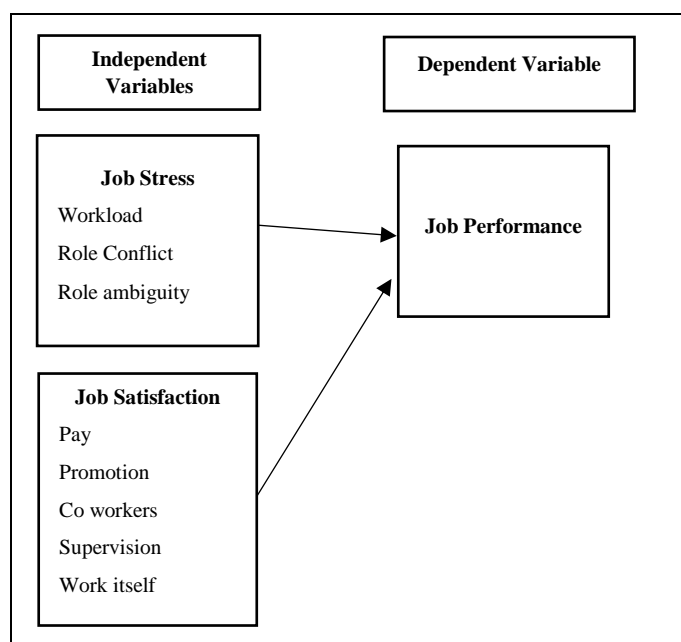 Independent
Variables
Dependent Variable
Job Stress
Workload
Role Conflict
Role ambiguity
Job Performance
Job Satisfaction
Pay
Promotion
Co workers
Supervision
Work itself